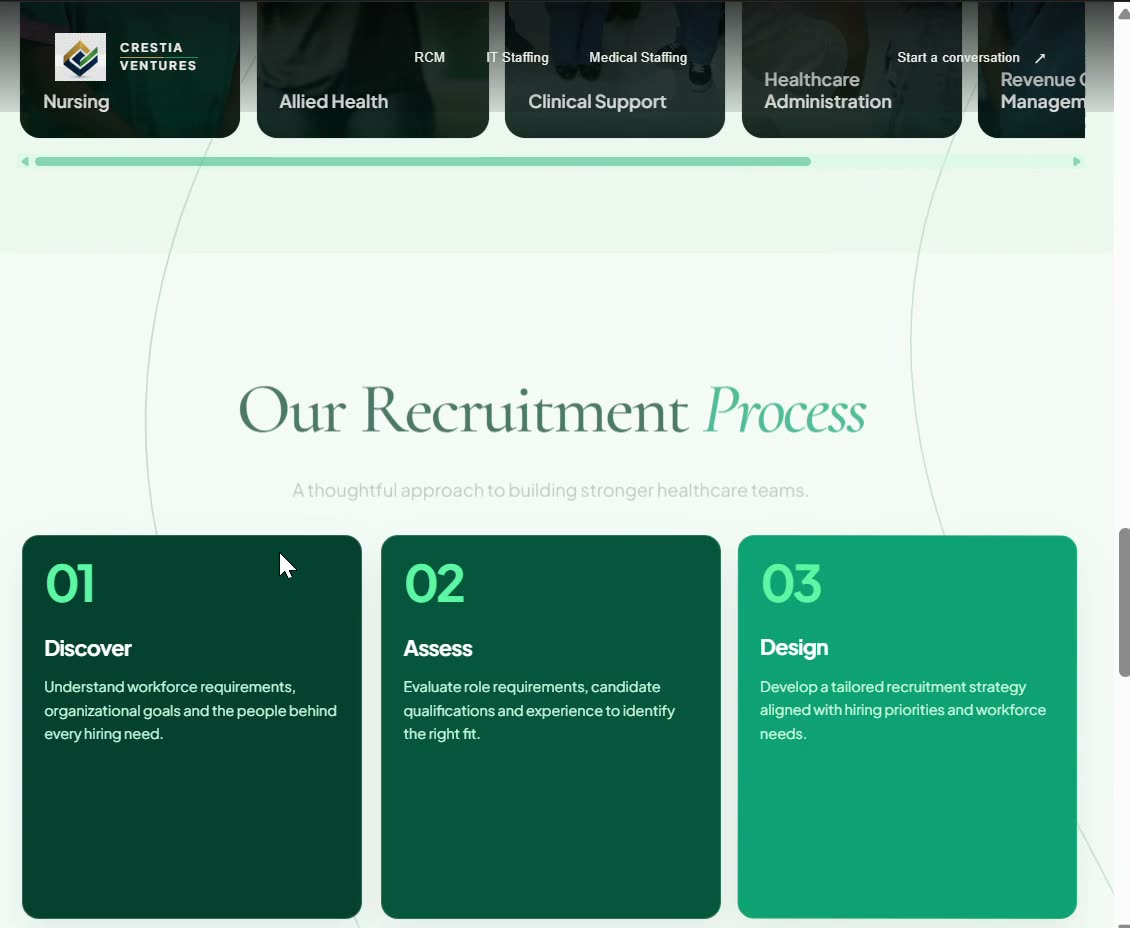 CRESTIA
VENTURES
RCM
IT Staffing
Medical Staffing
Start a conversation ↗
Nursing
Allied Health
Clinical Support
Healthcare
Administration
Revenue C
Managem
Our Recruitment Process
A thoughtful approach to building stronger healthcare teams.
01
Discover
Understand workforce requirements,
organizational goals and the people behind
every hiring need.
02
Assess
Evaluate role requirements, candidate
qualifications and experience to identify
the right fit.
03
Design
Develop a tailored recruitment strategy
aligned with hiring priorities and workforce
needs.